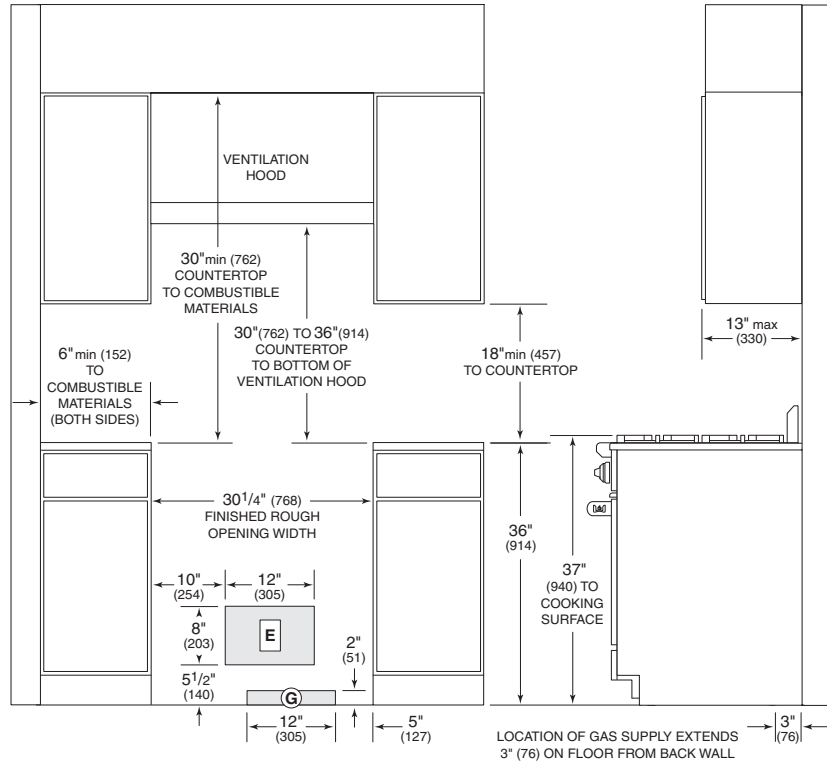 VENTILATION
HOOD
30" min (762)
COUNTERTOP
TO COMBUSTIBLE
MATERIALS
30" (762) TO 36" (914)
COUNTERTOP
TO BOTTOM OF
VENTILATION HOOD
13" max
(330)
18" min (457)
TO COUNTERTOP
6" min (152)
TO
COMBUSTIBLE
MATERIALS
(BOTH SIDES)
30 1/4" (768)
FINISHED ROUGH
OPENING WIDTH
36"
(914)
37"
(940) TO
COOKING
SURFACE
10"
(254)
12"
(305)
8"
(203)
E
5 1/2"
(140)
2"
(51)
G
12"
(305)
5"
(127)
3"
(76)
LOCATION OF GAS SUPPLY EXTENDS
3" (76) ON FLOOR FROM BACK WALL